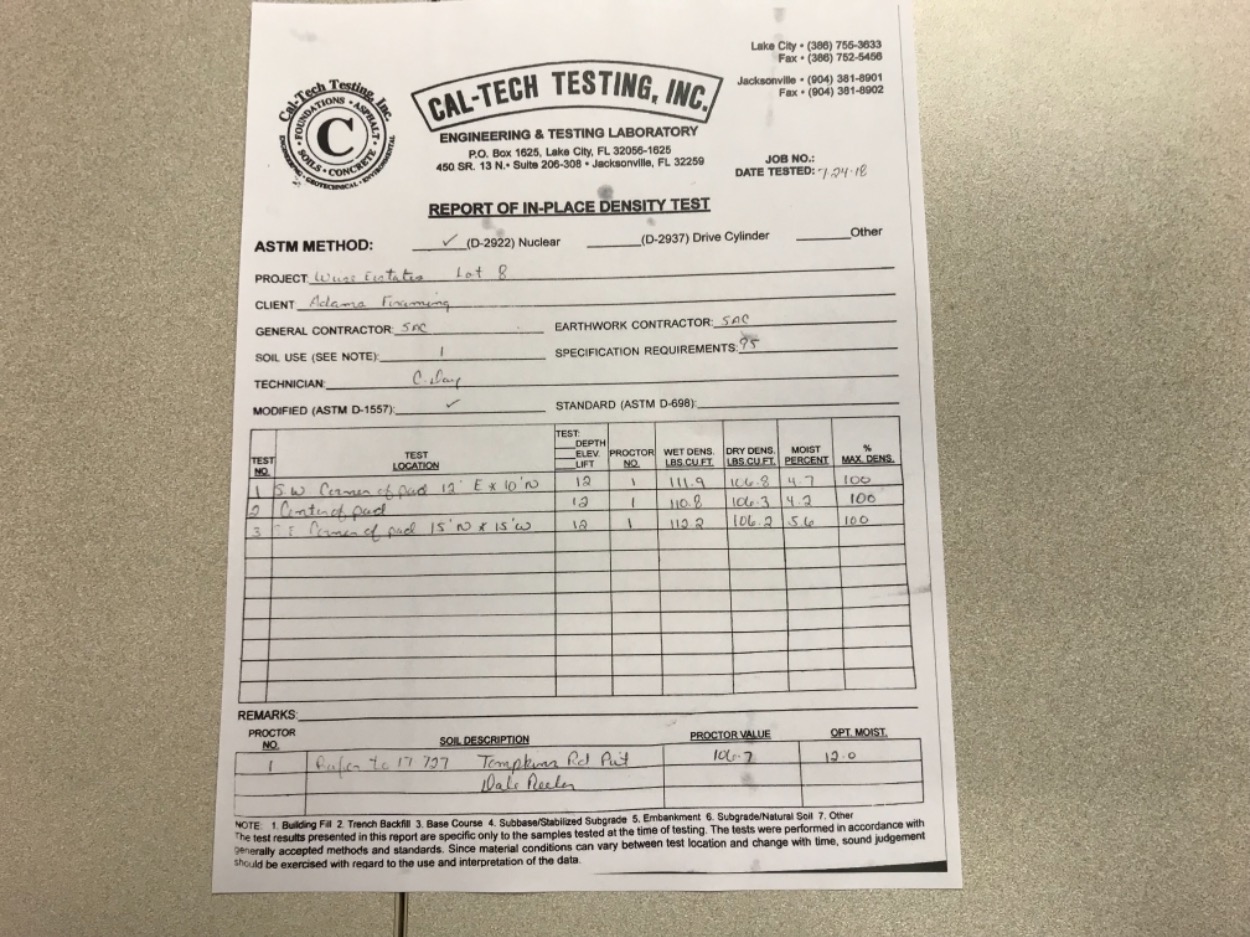 Lake City • (386) 755-3633
Fax • (386) 752-5456
Jacksonville • (904) 381-8901
Fax • (904) 381-8902
Cal-Tech Testing, Inc.
• FOUNDATIONS • ASPHALT • SOILS • CONCRETE
ENGINEERING • GEOTECHNICAL • ENVIRONMENTAL
C
CAL-TECH TESTING, INC.
ENGINEERING & TESTING LABORATORY
P.O. Box 1625, Lake City, FL 32056-1625
450 SR. 13 N. • Suite 206-308 • Jacksonville, FL 32259
JOB NO.:
DATE TESTED: 7-24-18
REPORT OF IN-PLACE DENSITY TEST
ASTM METHOD: ✓ (D-2922) Nuclear (D-2937) Drive Cylinder Other
PROJECT: Estates Lot 8
CLIENT: Adams Framing
GENERAL CONTRACTOR: SAC EARTHWORK CONTRACTOR: SAC
SOIL USE (SEE NOTE): 1 SPECIFICATION REQUIREMENTS: 95
TECHNICIAN: C. Day
MODIFIED (ASTM D-1557): ✓ STANDARD (ASTM D-698):
TEST NO. TEST LOCATION TEST: DEPTH ELEV. LIFT PROCTOR NO. WET DENS. LBS.CU.FT. DRY DENS. LBS.CU.FT. MOIST PERCENT % MAX. DENS.
1 S.W Corner of pad 12' E x 10' N 12 1 111.9 106.8 4.7 100
2 Center of pad 12 1 110.8 106.3 4.2 100
3 Corner of pad 15' N x 15' W 12 1 112.2 106.2 5.6 100
REMARKS:
PROCTOR NO. SOIL DESCRIPTION PROCTOR VALUE OPT. MOIST.
1 Refer to 17 727 Tompkins Rd Pit 106.7 12.0
Dale
NOTE: 1. Building Fill 2. Trench Backfill 3. Base Course 4. Subbase/Stabilized Subgrade 5. Embankment 6. Subgrade/Natural Soil 7. Other
The test results presented in this report are specific only to the samples tested at the time of testing. The tests were performed in accordance with
generally accepted methods and standards. Since material conditions can vary between test location and change with time, sound judgement
should be exercised with regard to the use and interpretation of the data.